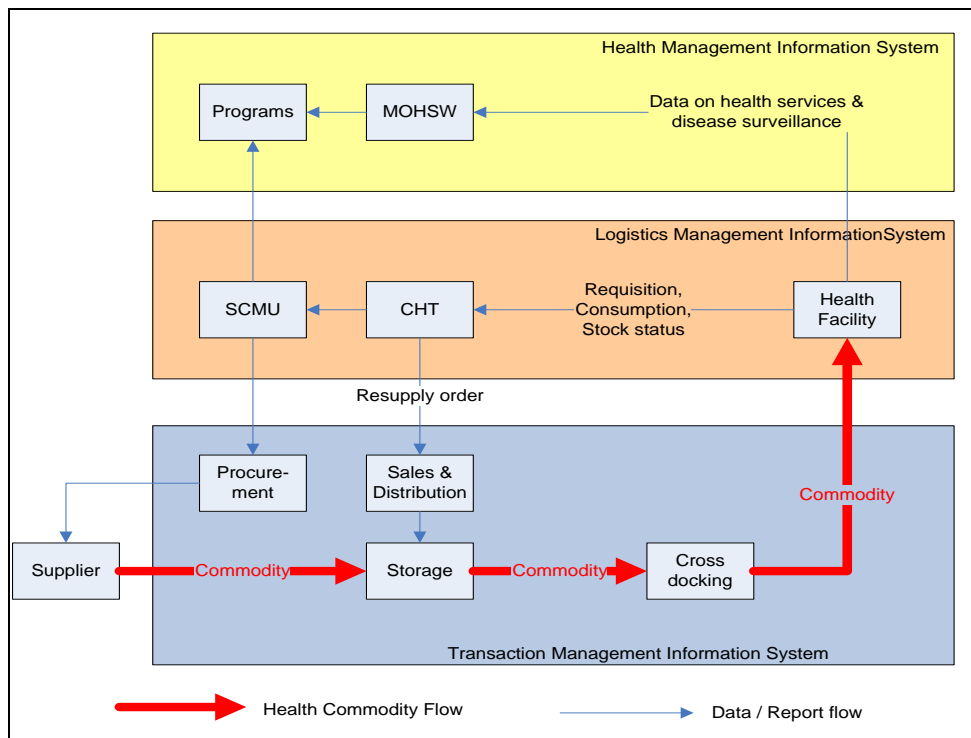 Health Management Information System
Programs
MOHSW
Data on health services &
disease surveillance
Logistics Management InformationSystem
SCMU
CHT
Requisition,
Consumption,
Stock status
Health
Facility
Resupply order
Procure-
ment
Sales &
Distribution
Commodity
Supplier
Commodity
Storage
Commodity
Cross
docking
Transaction Management Information System
Health Commodity Flow
Data / Report flow